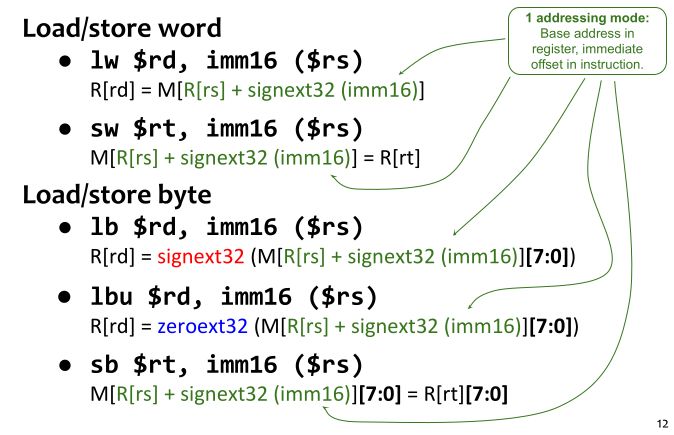 Load/store word
● lw $rd, imm16 ($rs)
R[rd] = M[R[rs] + signext32 (imm16)]
● sw $rt, imm16 ($rs)
M[R[rs] + signext32 (imm16)] = R[rt]
Load/store byte
● lb $rd, imm16 ($rs)
R[rd] = signext32 (M[R[rs] + signext32 (imm16)][7:0])
● lbu $rd, imm16 ($rs)
R[rd] = zeroext32 (M[R[rs] + signext32 (imm16)][7:0])
● sb $rt, imm16 ($rs)
M[R[rs] + signext32 (imm16)][7:0] = R[rt][7:0]
1 addressing mode:
Base address in
register, immediate
offset in instruction.
12